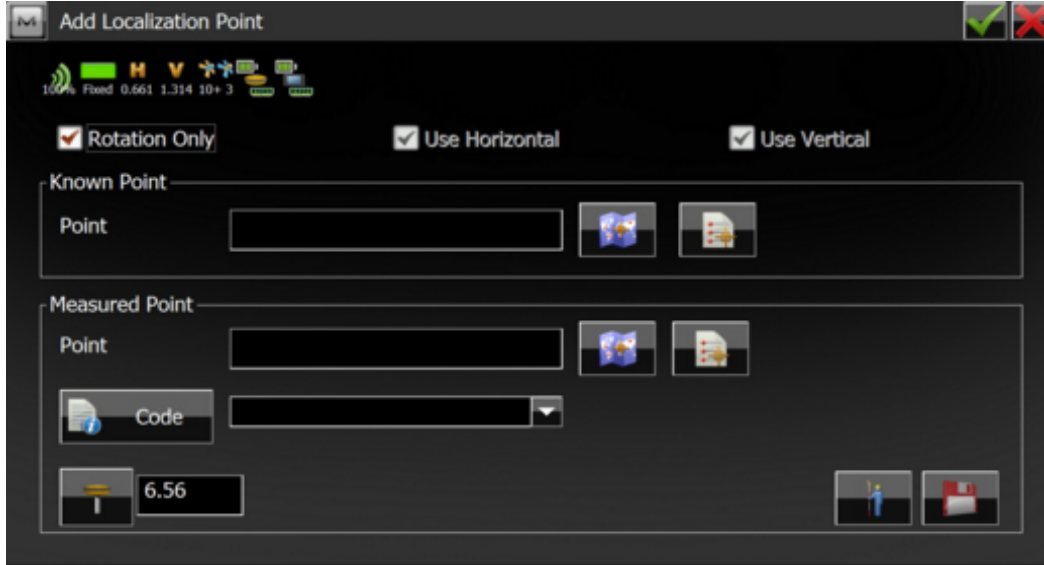 Add Localization Point
H V
100% Fixed 0.661 1.314 10+ 3
Rotation Only Use Horizontal Use Vertical
Known Point
Point
Measured Point
Point
Code
6.56